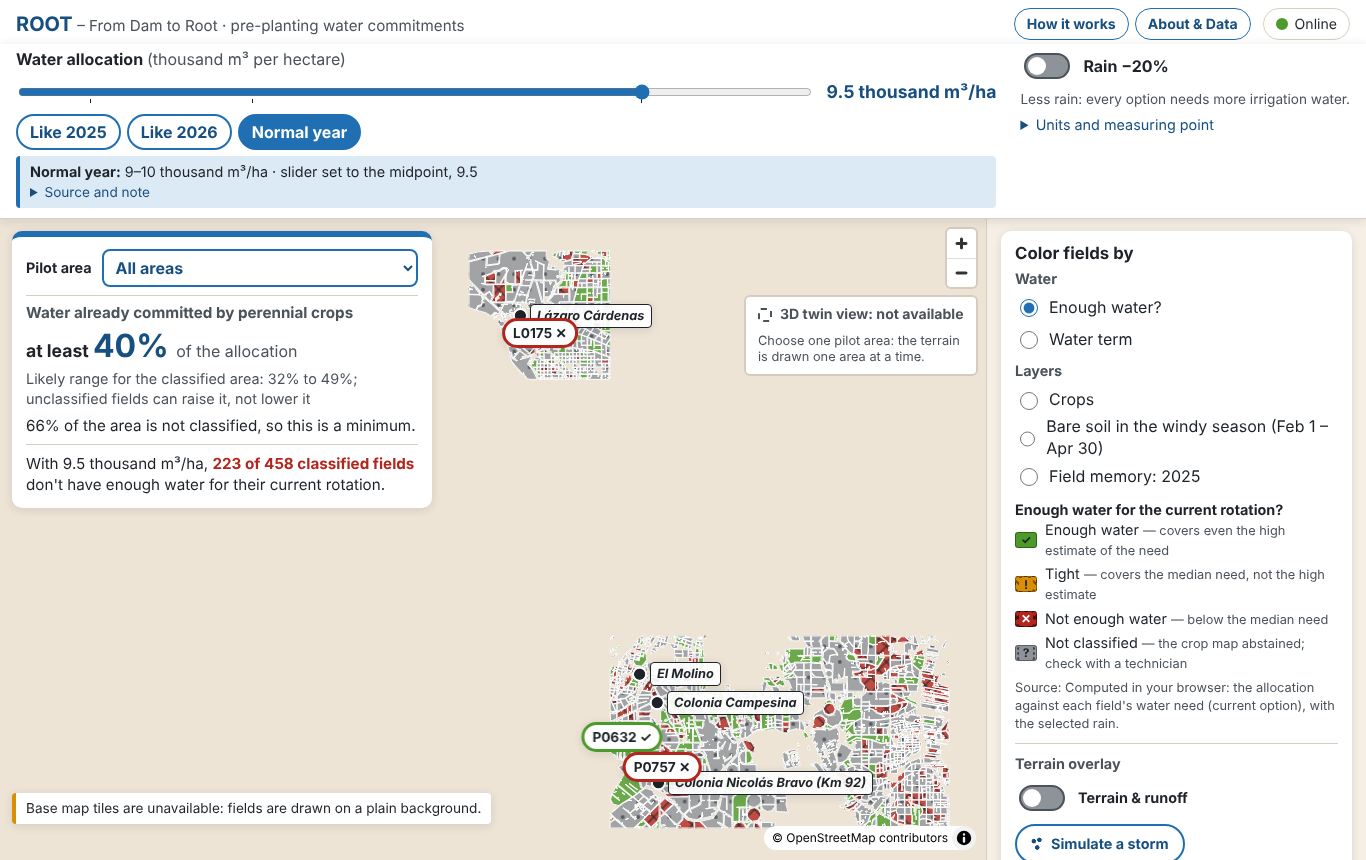 ROOT – From Dam to Root · pre-planting water commitments
How it works
About & Data
Online
Water allocation (thousand m³ per hectare)
9.5 thousand m³/ha
Like 2025
Like 2026
Normal year
Normal year: 9–10 thousand m³/ha · slider set to the midpoint, 9.5
Source and note
Rain −20%
Less rain: every option needs more irrigation water.
Units and measuring point
Pilot area
All areas
Water already committed by perennial crops
at least 40% of the allocation
Likely range for the classified area: 32% to 49%;
unclassified fields can raise it, not lower it
66% of the area is not classified, so this is a minimum.
With 9.5 thousand m³/ha, 223 of 458 classified fields
don't have enough water for their current rotation.
Lázaro Cárdenas
L0175 ✕
+
−
3D twin view: not available
Choose one pilot area: the terrain
is drawn one area at a time.
El Molino
Colonia Campesina
P0632 ✓
P0757 ✕
Colonia Nicolás Bravo (Km 92)
Base map tiles are unavailable: fields are drawn on a plain background.
© OpenStreetMap contributors
Color fields by
Water
Enough water?
Water term
Layers
Crops
Bare soil in the windy season (Feb 1 –
Apr 30)
Field memory: 2025
Enough water for the current rotation?
Enough water — covers even the high
estimate of the need
Tight — covers the median need, not the high
estimate
Not enough water — below the median need
Not classified — the crop map abstained;
check with a technician
Source: Computed in your browser: the allocation
against each field's water need (current option), with
the selected rain.
Terrain overlay
Terrain & runoff
Simulate a storm